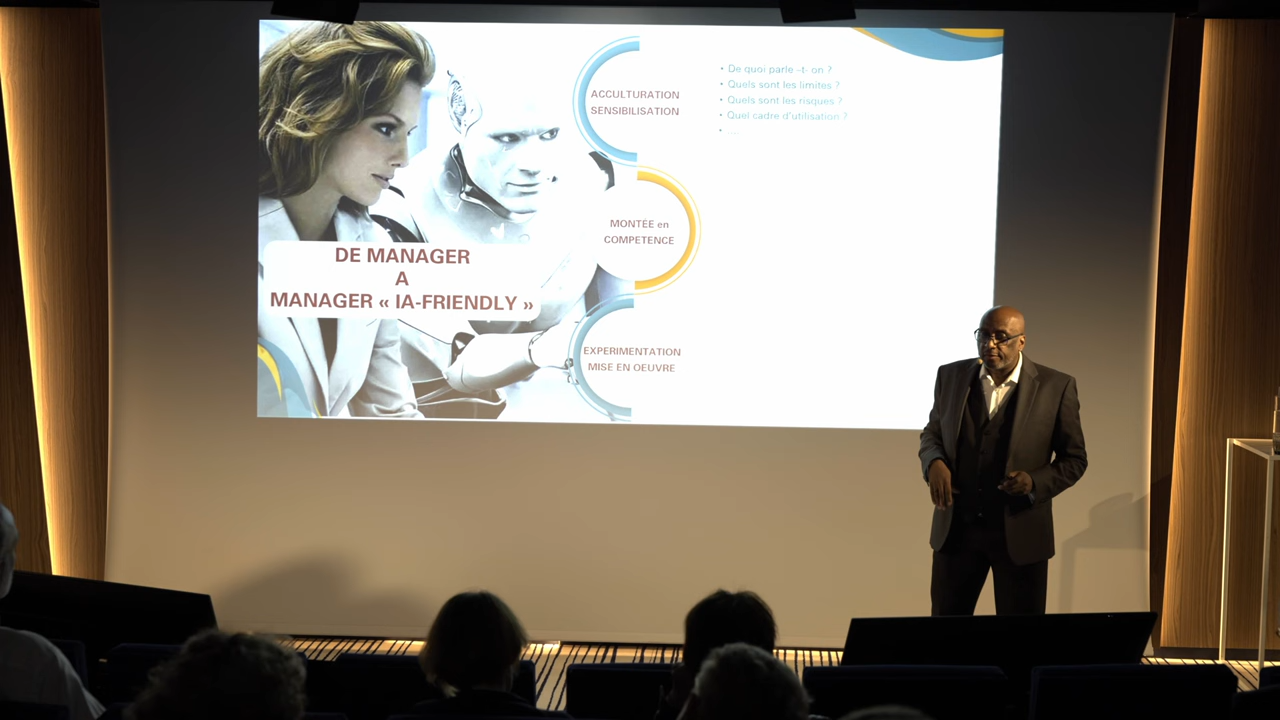 DE MANAGER
A
MANAGER « IA-FRIENDLY »
ACCULTURATION
SENSIBILISATION
• De quoi parle –t- on ?
• Quels sont les limites ?
• Quels sont les risques ?
• Quel cadre d'utilisation ?
• ....
MONTEE en
COMPETENCE
EXPERIMENTATION
MISE EN OEUVRE